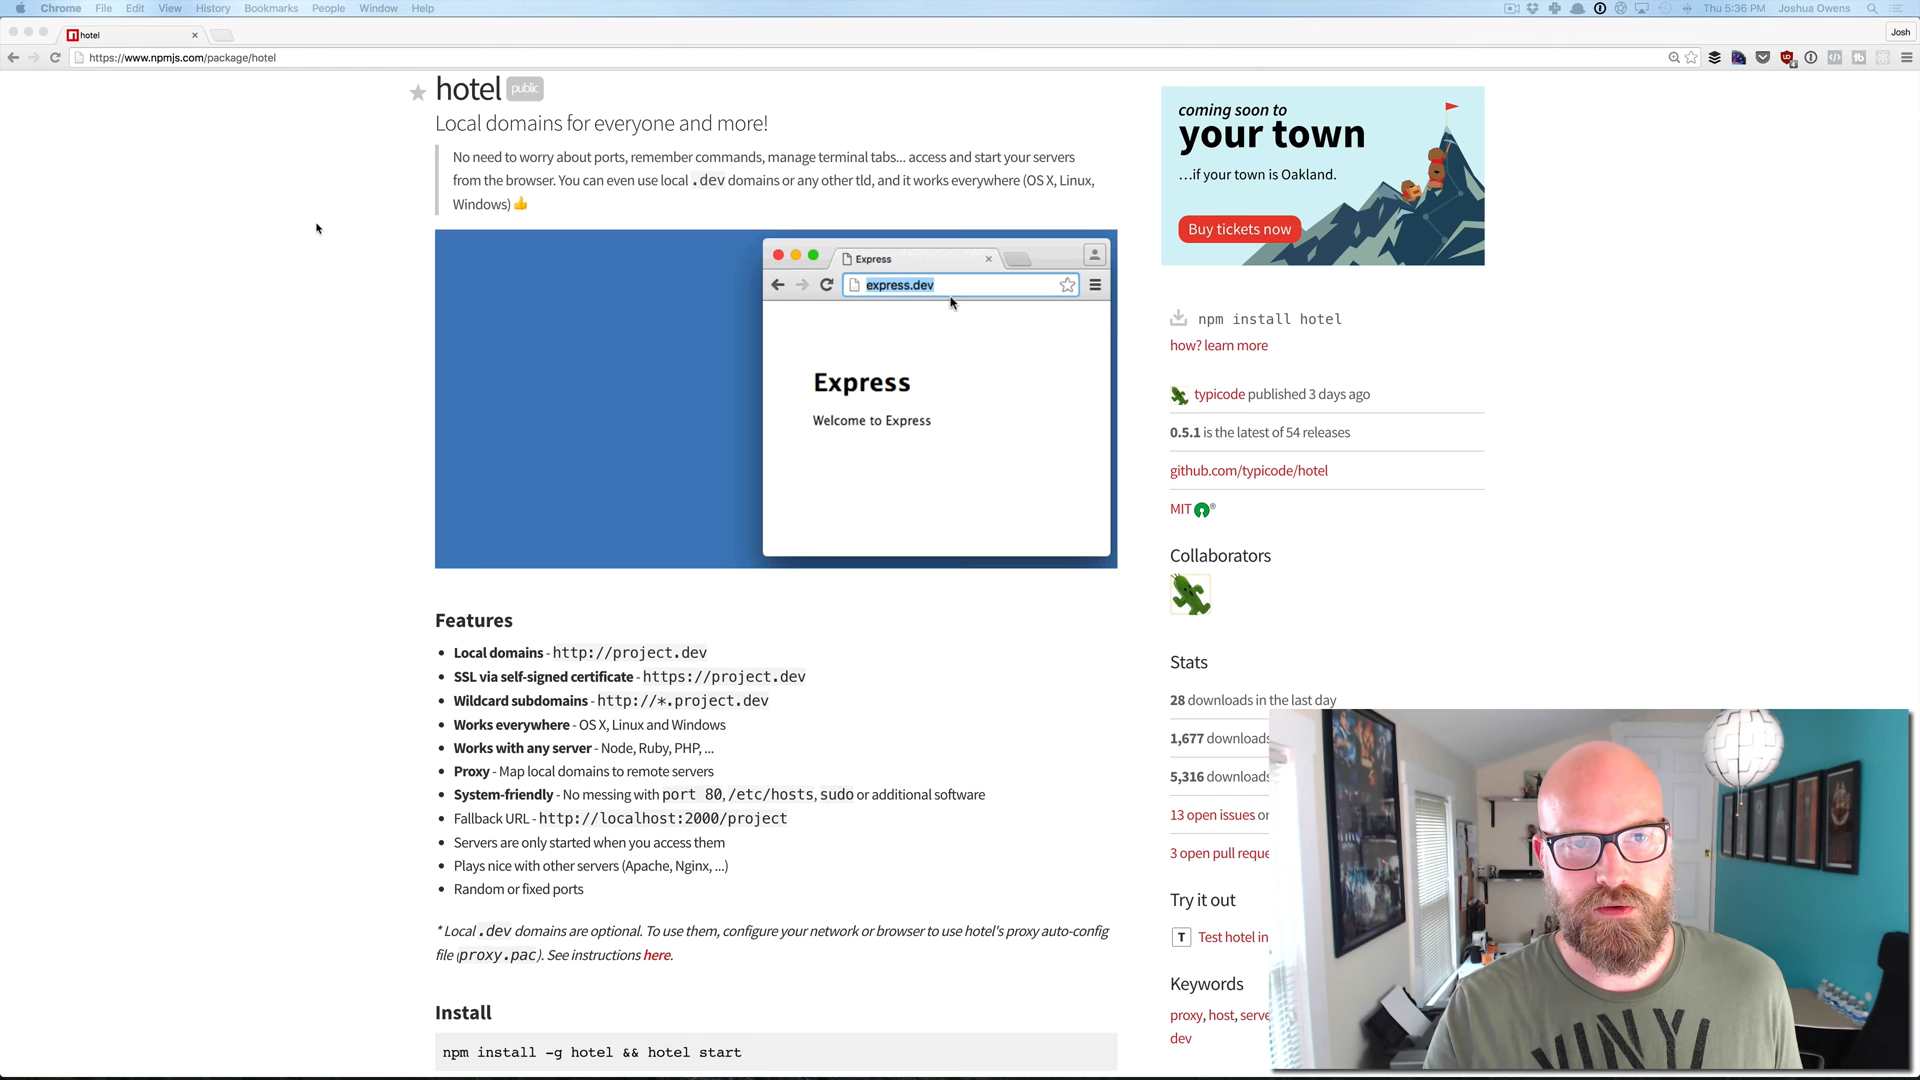 Chrome File Edit View History Bookmarks People Window Help
Thu 5:36 PM Joshua Owens
hotel
Josh
https://www.npmjs.com/package/hotel
hotel public
Local domains for everyone and more!
No need to worry about ports, remember commands, manage terminal tabs... access and start your servers
from the browser. You can even use local .dev domains or any other tld, and it works everywhere (OS X, Linux,
Windows) 👍
Express
express.dev
Express
Welcome to Express
Features
• Local domains - http://project.dev
• SSL via self-signed certificate - https://project.dev
• Wildcard subdomains - http://*.project.dev
• Works everywhere - OS X, Linux and Windows
• Works with any server - Node, Ruby, PHP, ...
• Proxy - Map local domains to remote servers
• System-friendly - No messing with port 80, /etc/hosts, sudo or additional software
• Fallback URL - http://localhost:2000/project
• Servers are only started when you access them
• Plays nice with other servers (Apache, Nginx, ...)
• Random or fixed ports
* Local .dev domains are optional. To use them, configure your network or browser to use hotel's proxy auto-config
file (proxy.pac). See instructions here.
Install
npm install -g hotel && hotel start
coming soon to
your town
...if your town is Oakland.
Buy tickets now
npm install hotel
how? learn more
typicode published 3 days ago
0.5.1 is the latest of 54 releases
github.com/typicode/hotel
MIT
Collaborators
Stats
28 downloads in the last day
1,677 downloads
5,316 downloads
13 open issues on
3 open pull reque
Try it out
T Test hotel in
Keywords
proxy, host, serve
dev
VINYL